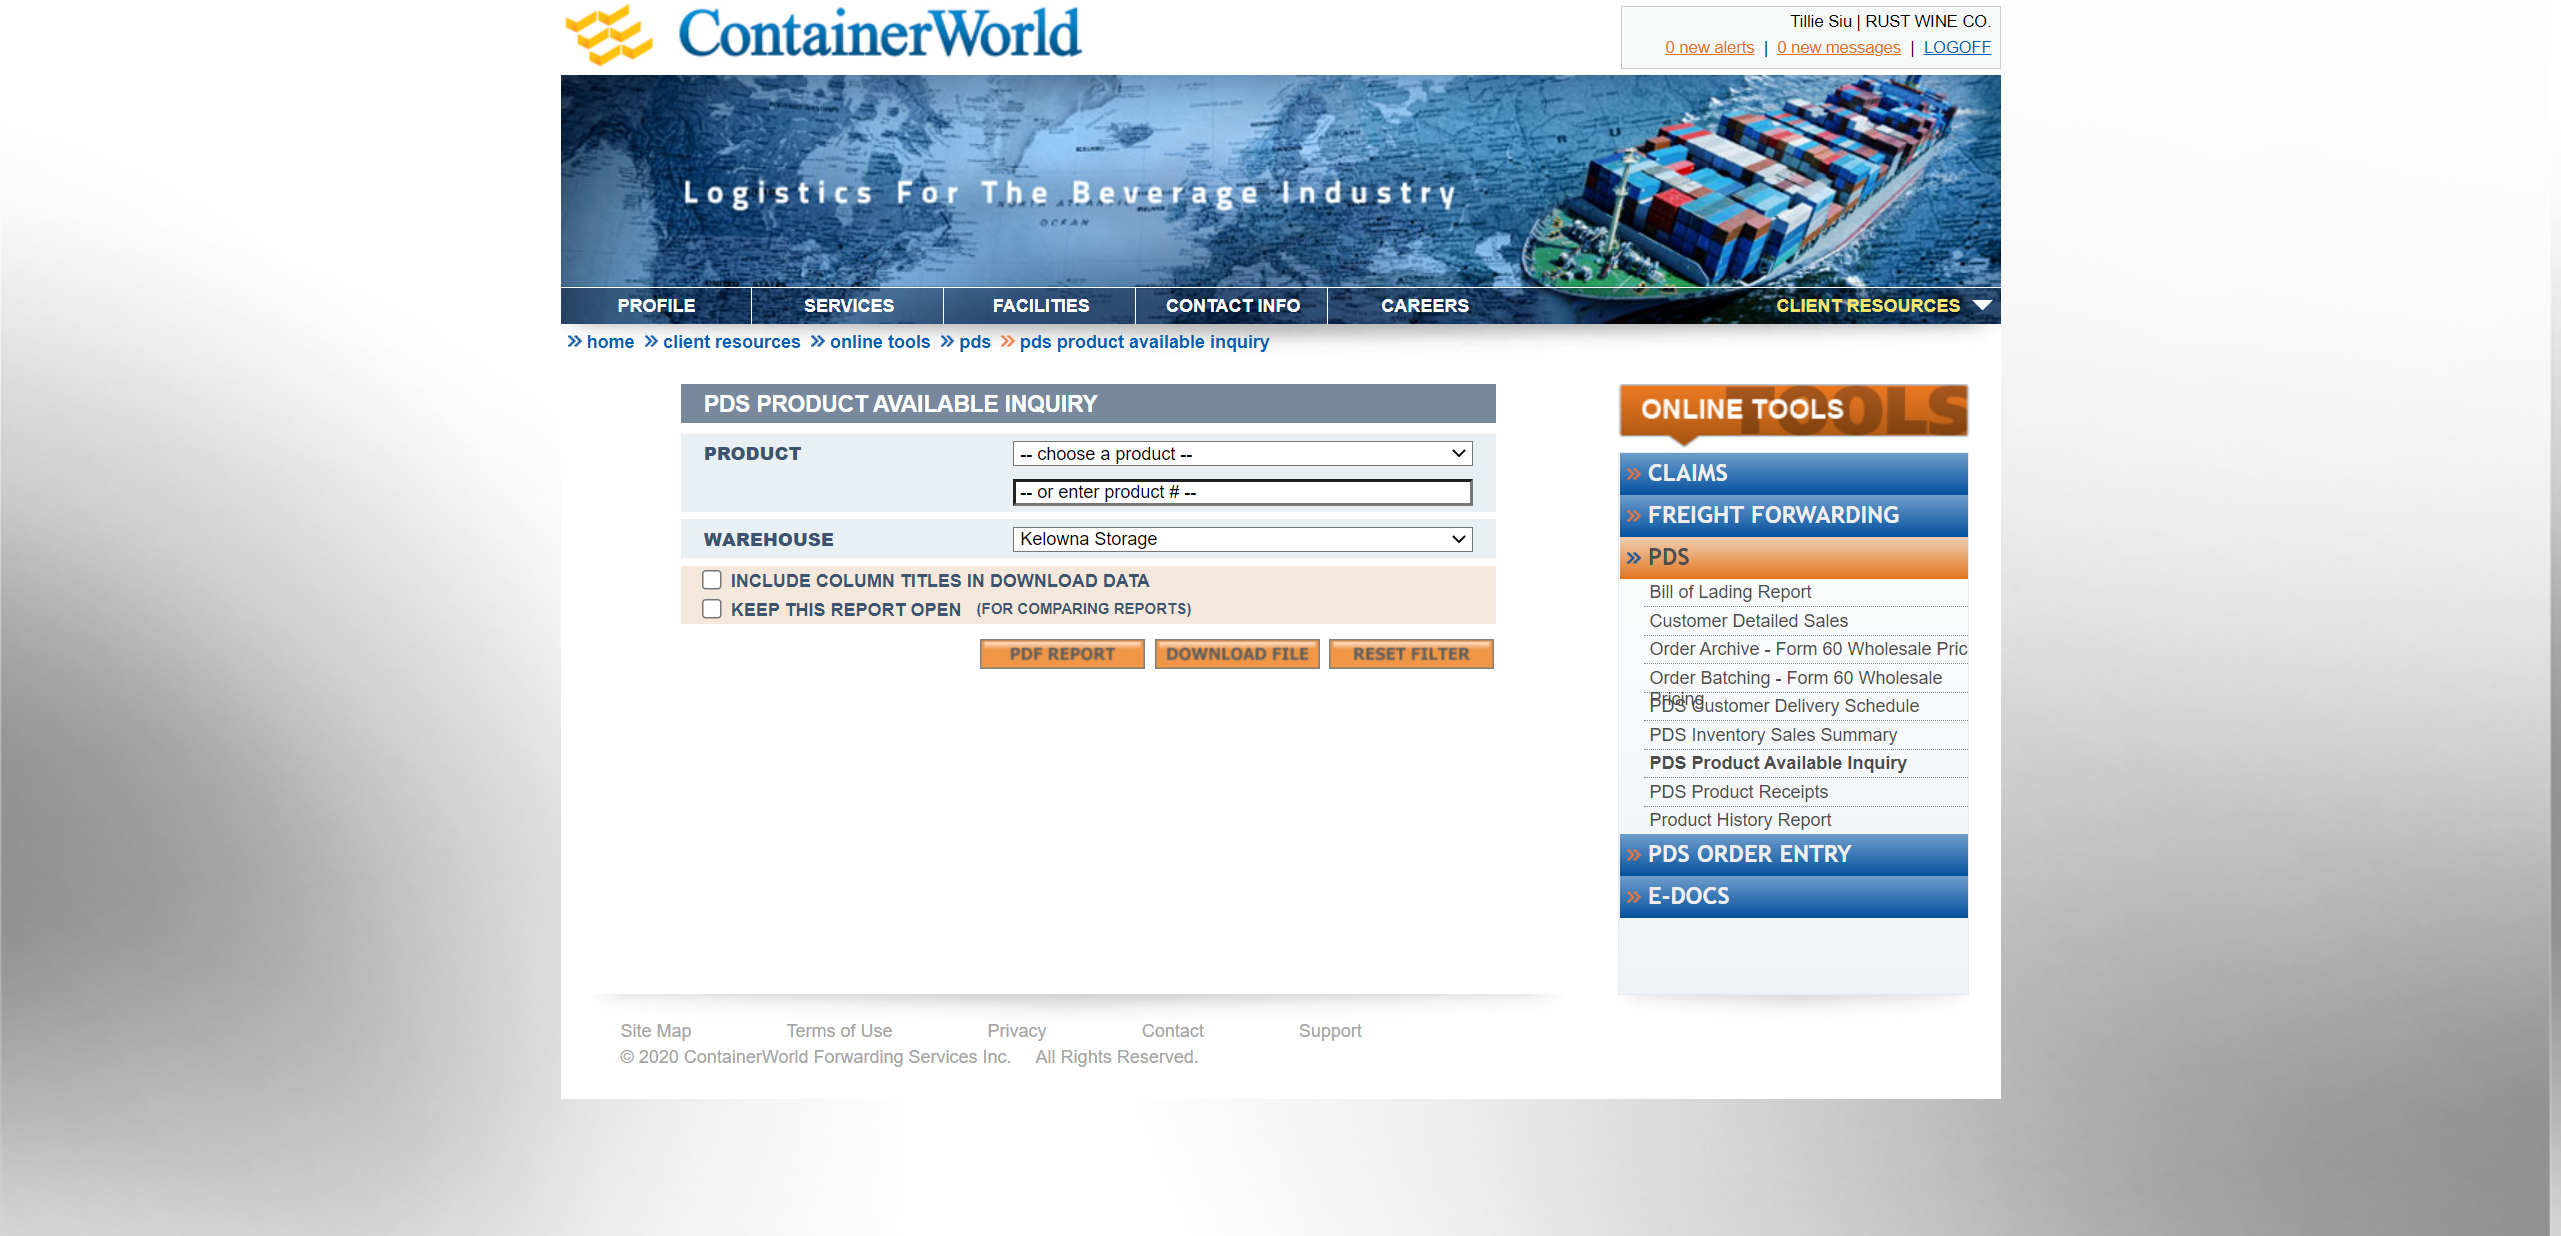 ContainerWorld
Tillie Siu | RUST WINE CO.
0 new alerts | 0 new messages | LOGOFF
Logistics For The Beverage Industry
PROFILE SERVICES FACILITIES CONTACT INFO CAREERS CLIENT RESOURCES
home client resources online tools pds pds product available inquiry
PDS PRODUCT AVAILABLE INQUIRY
PRODUCT
-- choose a product --
-- or enter product # --
WAREHOUSE
Kelowna Storage
INCLUDE COLUMN TITLES IN DOWNLOAD DATA
KEEP THIS REPORT OPEN (FOR COMPARING REPORTS)
PDF REPORT DOWNLOAD FILE RESET FILTER
ONLINE TOOLS
TOOLS
CLAIMS
FREIGHT FORWARDING
PDS
Bill of Lading Report
Customer Detailed Sales
Order Archive - Form 60 Wholesale Pric
Order Batching - Form 60 Wholesale
Pricing
PDS Customer Delivery Schedule
PDS Inventory Sales Summary
PDS Product Available Inquiry
PDS Product Receipts
Product History Report
PDS ORDER ENTRY
E-DOCS
Site Map Terms of Use Privacy Contact Support
© 2020 ContainerWorld Forwarding Services Inc. All Rights Reserved.